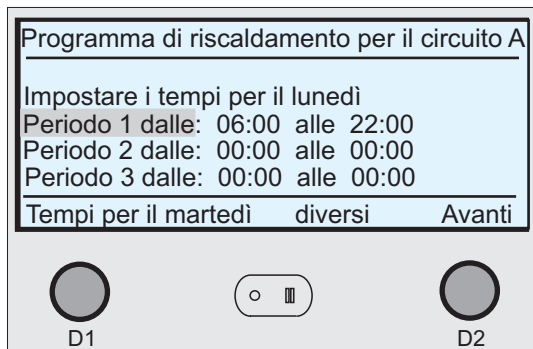 Programma di riscaldamento per il circuito A
Impostare i tempi per il lunedì
Periodo 1 dalle: 06:00 alle 22:00
Periodo 2 dalle: 00:00 alle 00:00
Periodo 3 dalle: 00:00 alle 00:00
Tempi per il martedì diversi Avanti
D1 D2